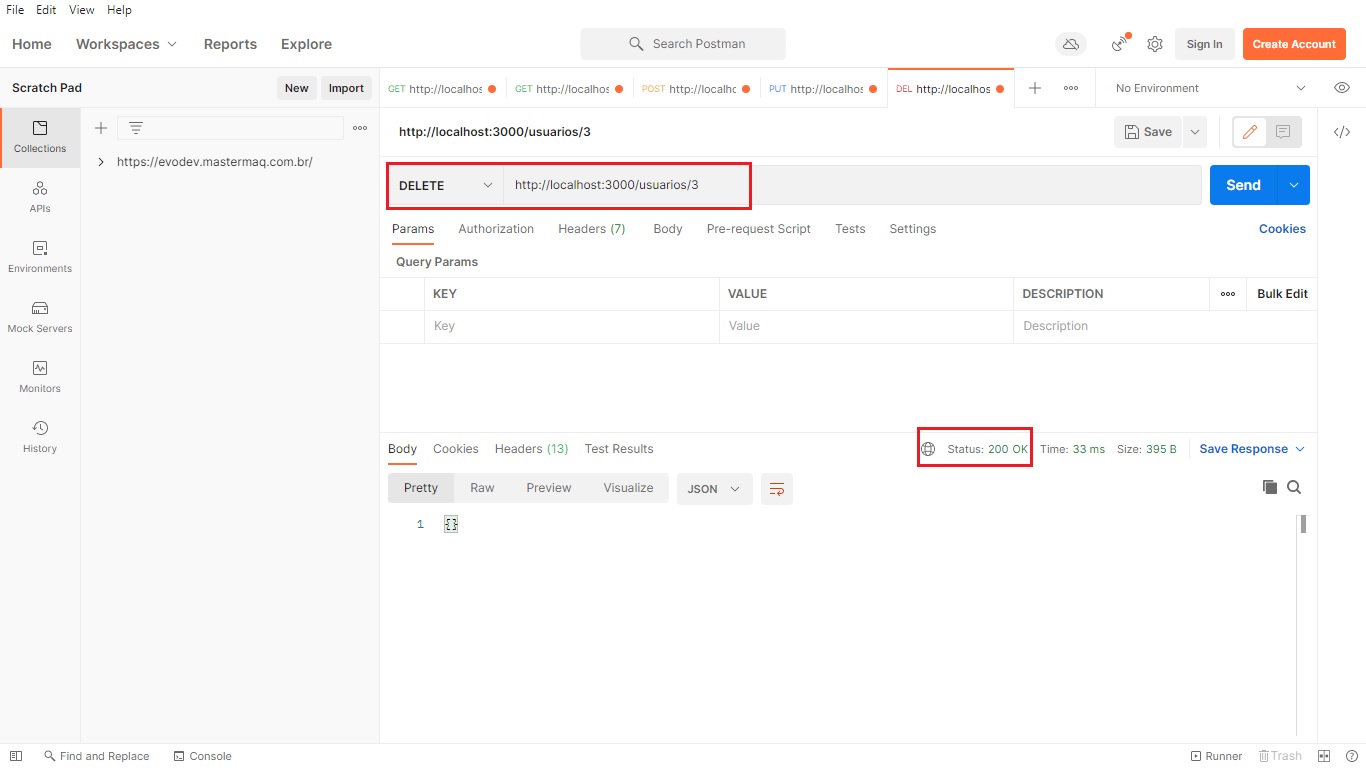 File Edit View Help
Home Workspaces Reports Explore Search Postman Sign In Create Account
Scratch Pad New Import GET http://localhos GET http://localhos POST http://localhc PUT http://localhos DEL http://localhos No Environment
Collections
http://localhost:3000/usuarios/3 Save
https://evodev.mastermaq.com.br/
DELETE http://localhost:3000/usuarios/3 Send
APIs
Params Authorization Headers (7) Body Pre-request Script Tests Settings Cookies
Environments
Query Params
KEY VALUE DESCRIPTION Bulk Edit
Mock Servers
Key Value Description
Monitors
History
Body Cookies Headers (13) Test Results Status: 200 OK Time: 33 ms Size: 395 B Save Response
Pretty Raw Preview Visualize JSON
1 {}
Find and Replace Console Runner Trash